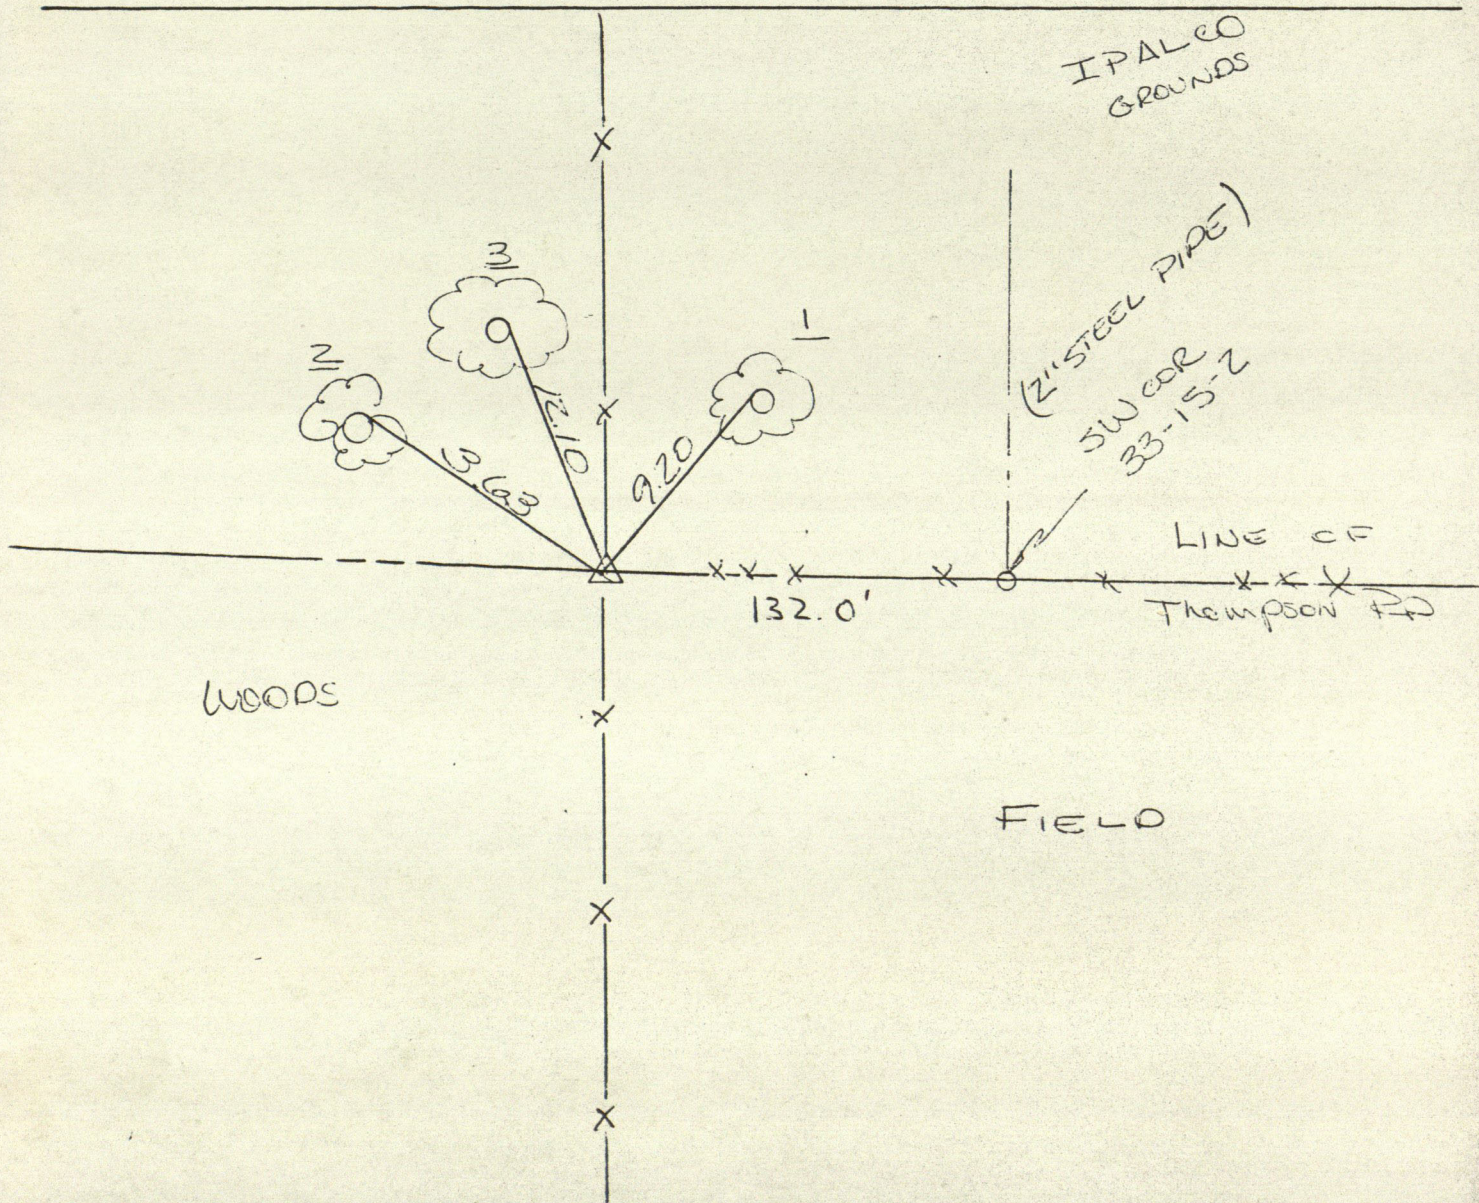 IPALCO
GROUNDS
3
1
2
(2" STEEL PIPE)
SW COR
33-15-2
12.10
9.20
3.63
LINE OF
132.0'
Thompson RD
WOODS
FIELD